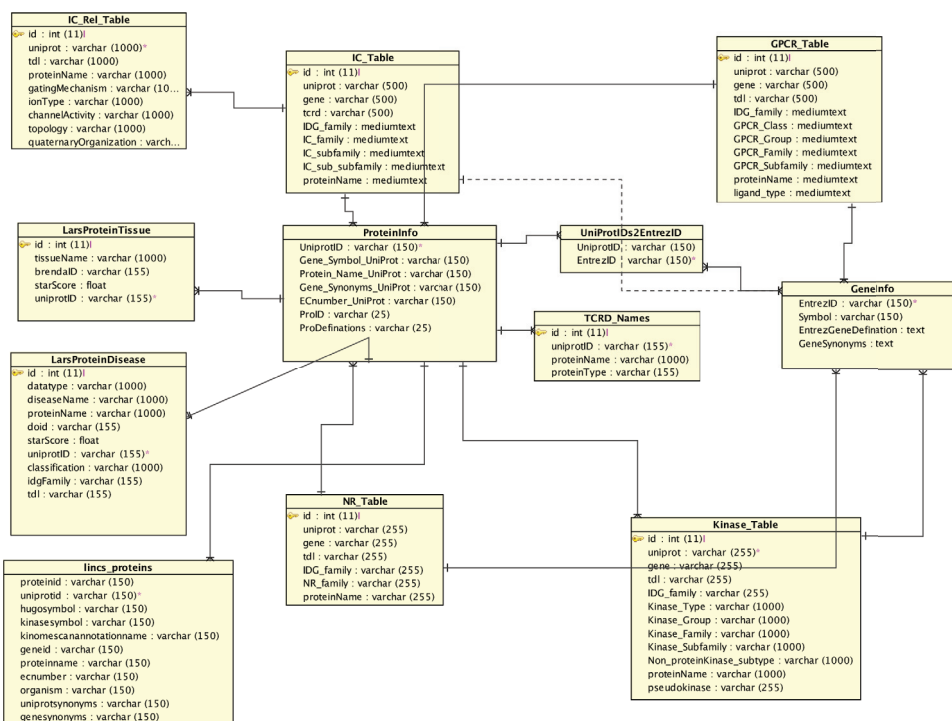 IC_Rel_Table
id : int (11)
uniprot : varchar (1000)*
tdl : varchar (1000)
proteinName : varchar (1000)
gatingMechanism : varchar (10...
ionType : varchar (1000)
channelActivity : varchar (1000)
topology : varchar (1000)
quaternaryOrganization : varch...
IC_Table
id : int (11)
uniprot : varchar (500)
gene : varchar (500)
tcrd : varchar (500)
IDG_family : mediumtext
IC_family : mediumtext
IC_subfamily : mediumtext
IC_sub_subfamily : mediumtext
proteinName : mediumtext
GPCR_Table
id : int (11)
uniprot : varchar (500)
gene : varchar (500)
tdl : varchar (500)
IDG_family : mediumtext
GPCR_Class : mediumtext
GPCR_Group : mediumtext
GPCR_Family : mediumtext
GPCR_Subfamily : mediumtext
proteinName : mediumtext
ligand_type : mediumtext
LarsProteinTissue
id : int (11)
tissueName : varchar (1000)
brendaID : varchar (155)
starScore : float
uniprotID : varchar (155)*
ProteinInfo
UniprotID : varchar (150)*
Gene_Symbol_UniProt : varchar (150)
Protein_Name_UniProt : varchar (150)
Gene_Synonyms_UniProt : varchar (150)
ECnumber_UniProt : varchar (150)
ProID : varchar (25)
ProDefinations : varchar (25)
UniProtIDs2EntrezID
UniprotID : varchar (150)
EntrezID : varchar (150)*
GeneInfo
EntrezID : varchar (150)*
Symbol : varchar (150)
EntrezGeneDefination : text
GeneSynonyms : text
TCRD_Names
id : int (11)
uniprotID : varchar (155)*
proteinName : varchar (1000)
proteinType : varchar (155)
LarsProteinDisease
id : int (11)
datatype : varchar (1000)
diseaseName : varchar (1000)
proteinName : varchar (1000)
doid : varchar (155)
starScore : float
uniprotID : varchar (155)*
classification : varchar (1000)
idgFamily : varchar (155)
tdl : varchar (155)
NR_Table
id : int (11)
uniprot : varchar (255)
gene : varchar (255)
tdl : varchar (255)
IDG_family : varchar (255)
NR_family : varchar (255)
proteinName : varchar (255)
Kinase_Table
id : int (11)
uniprot : varchar (255)*
gene : varchar (255)
tdl : varchar (255)
IDG_family : varchar (255)
Kinase_Type : varchar (1000)
Kinase_Group : varchar (1000)
Kinase_Family : varchar (1000)
Kinase_Subfamily : varchar (1000)
Non_proteinKinase_subtype : varchar (1000)
proteinName : varchar (1000)
pseudokinase : varchar (255)
lincs_proteins
proteinid : varchar (150)
uniprotid : varchar (150)*
hugosymbol : varchar (150)
kinasesymbol : varchar (150)
kinomescanannotationname : varchar (150)
geneid : varchar (150)
proteinname : varchar (150)
ecnumber : varchar (150)
organism : varchar (150)
uniprotsynonyms : varchar (150)
genesynonyms : varchar (150)